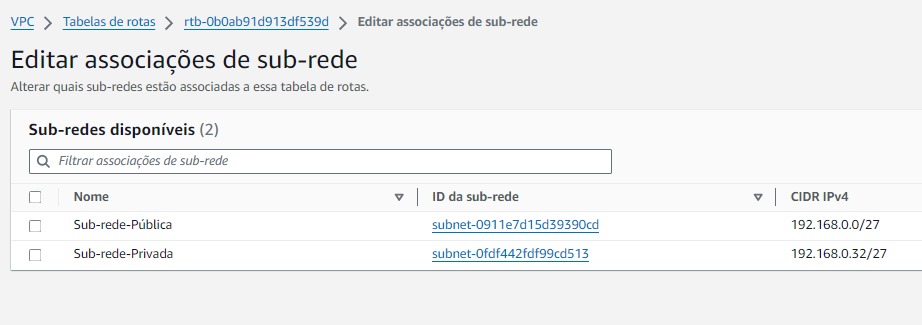 VPC > Tabelas de rotas > rtb-0b0ab91d913df539d > Editar associações de sub-rede
Editar associações de sub-rede
Alterar quais sub-redes estão associadas a essa tabela de rotas.
Sub-redes disponíveis (2)
Filtrar associações de sub-rede
Nome ID da sub-rede CIDR IPv4
Sub-rede-Pública subnet-0911e7d15d39390cd 192.168.0.0/27
Sub-rede-Privada subnet-0fdf442fdf99cd513 192.168.0.32/27